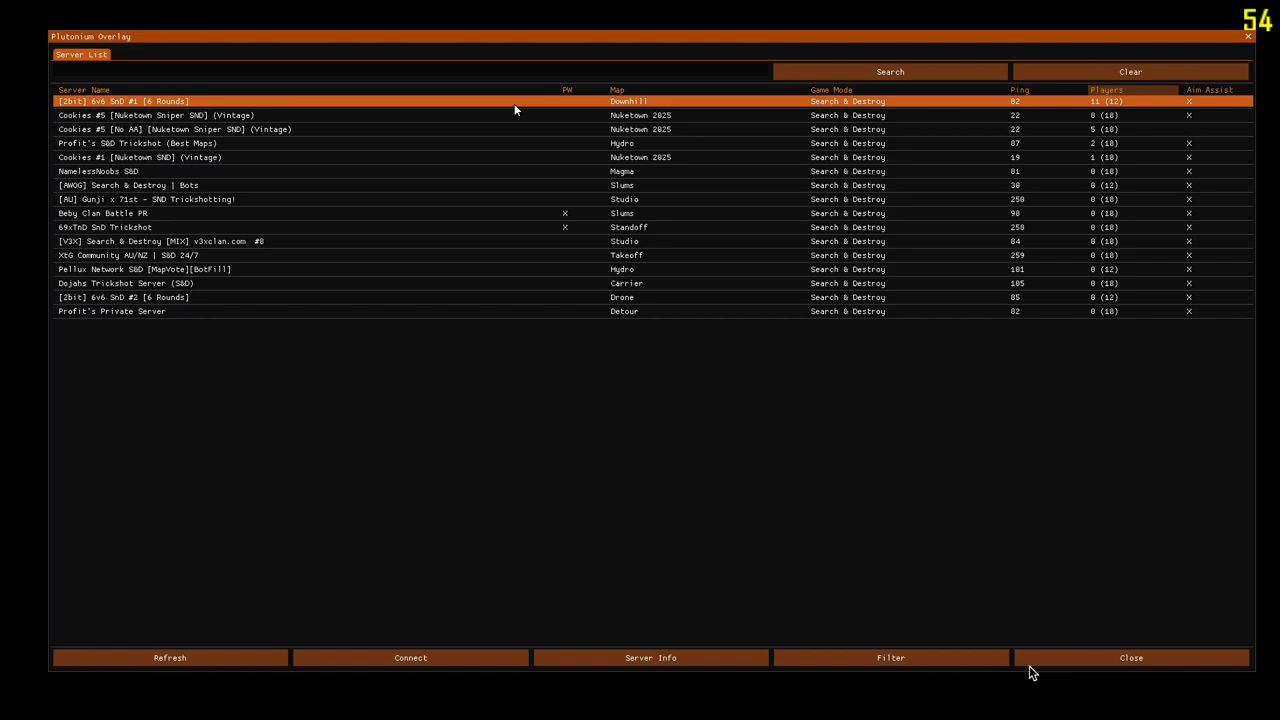 54
Plutonium Overlay
Server List
Search Clear
Server Name PW Map Game Mode Ping Players Aim Assist
[2bit] 6v6 SnD #1 [6 Rounds] Downhill Search & Destroy 82 11 (12) X
Cookies #5 [Nuketown Sniper SND] (Vintage) Nuketown 2025 Search & Destroy 22 8 (18) X
Cookies #5 [No AA] [Nuketown Sniper SND] (Vintage) Nuketown 2025 Search & Destroy 22 5 (18)
Profit's S&D Trickshot (Best Maps) Hydro Search & Destroy 87 2 (18) X
Cookies #1 [Nuketown SND] (Vintage) Nuketown 2025 Search & Destroy 19 1 (18) X
NamelessNoobs S&D Magma Search & Destroy 81 0 (18) X
[AWOG] Search & Destroy | Bots Slums Search & Destroy 30 0 (12) X
[AU] Gunji x 71st - SND Trickshotting! Studio Search & Destroy 250 0 (18) X
Beby Clan Battle PR X Slums Search & Destroy 98 0 (18) X
69xTnD SnD Trickshot X Standoff Search & Destroy 258 0 (18) X
[V3X] Search & Destroy [MIX] v3xclan.com #8 Studio Search & Destroy 84 0 (18) X
XtG Community AU/NZ | S&D 24/7 Takeoff Search & Destroy 259 0 (18) X
Pellux Network S&D [MapVote][BotFill] Hydro Search & Destroy 101 0 (12) X
Dojahs Trickshot Server (S&D) Carrier Search & Destroy 105 0 (18) X
[2bit] 6v6 SnD #2 [6 Rounds] Drone Search & Destroy 85 0 (12) X
Profit's Private Server Detour Search & Destroy 82 0 (18) X
Refresh Connect Server Info Filter Close